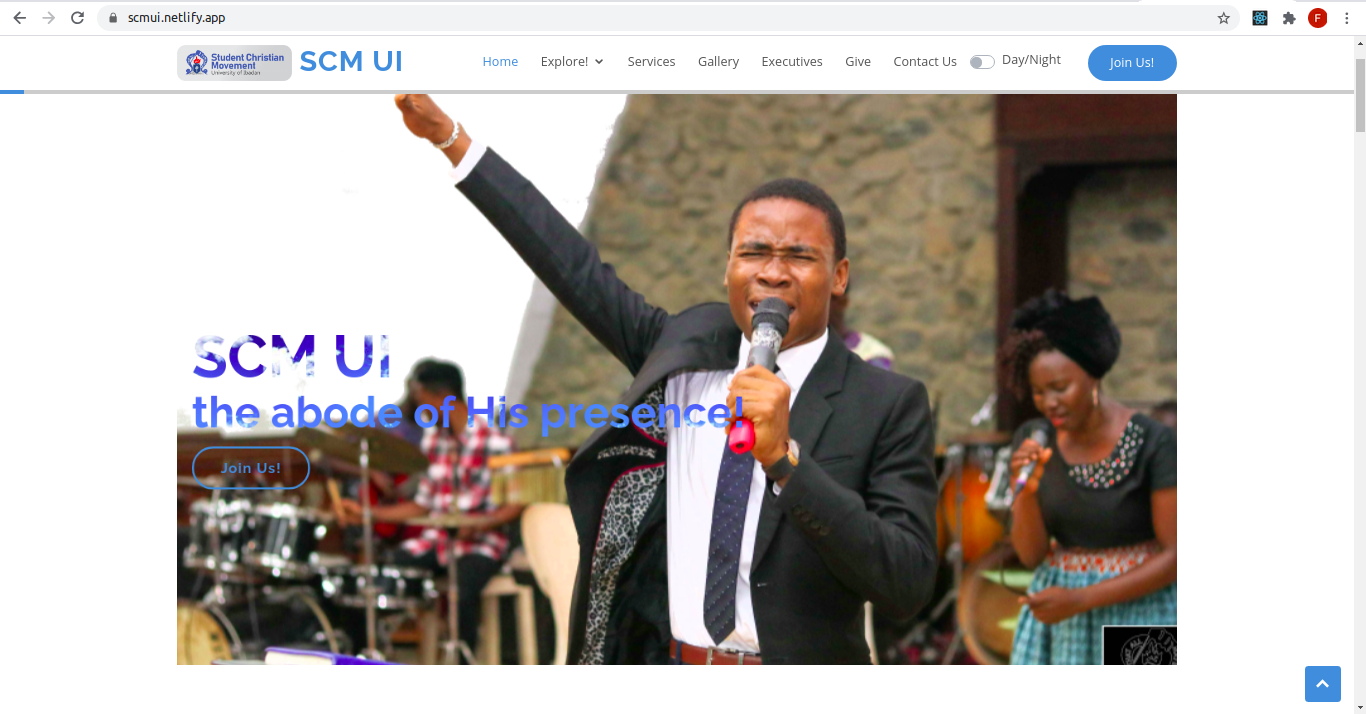 scmui.netlify.app
F
Student Christian
Movement
University of Ibadan
SCM UI
Home
Explore!
Services
Gallery
Executives
Give
Contact Us
Day/Night
Join Us!
SCM UI
the abode of His presence!
Join Us!